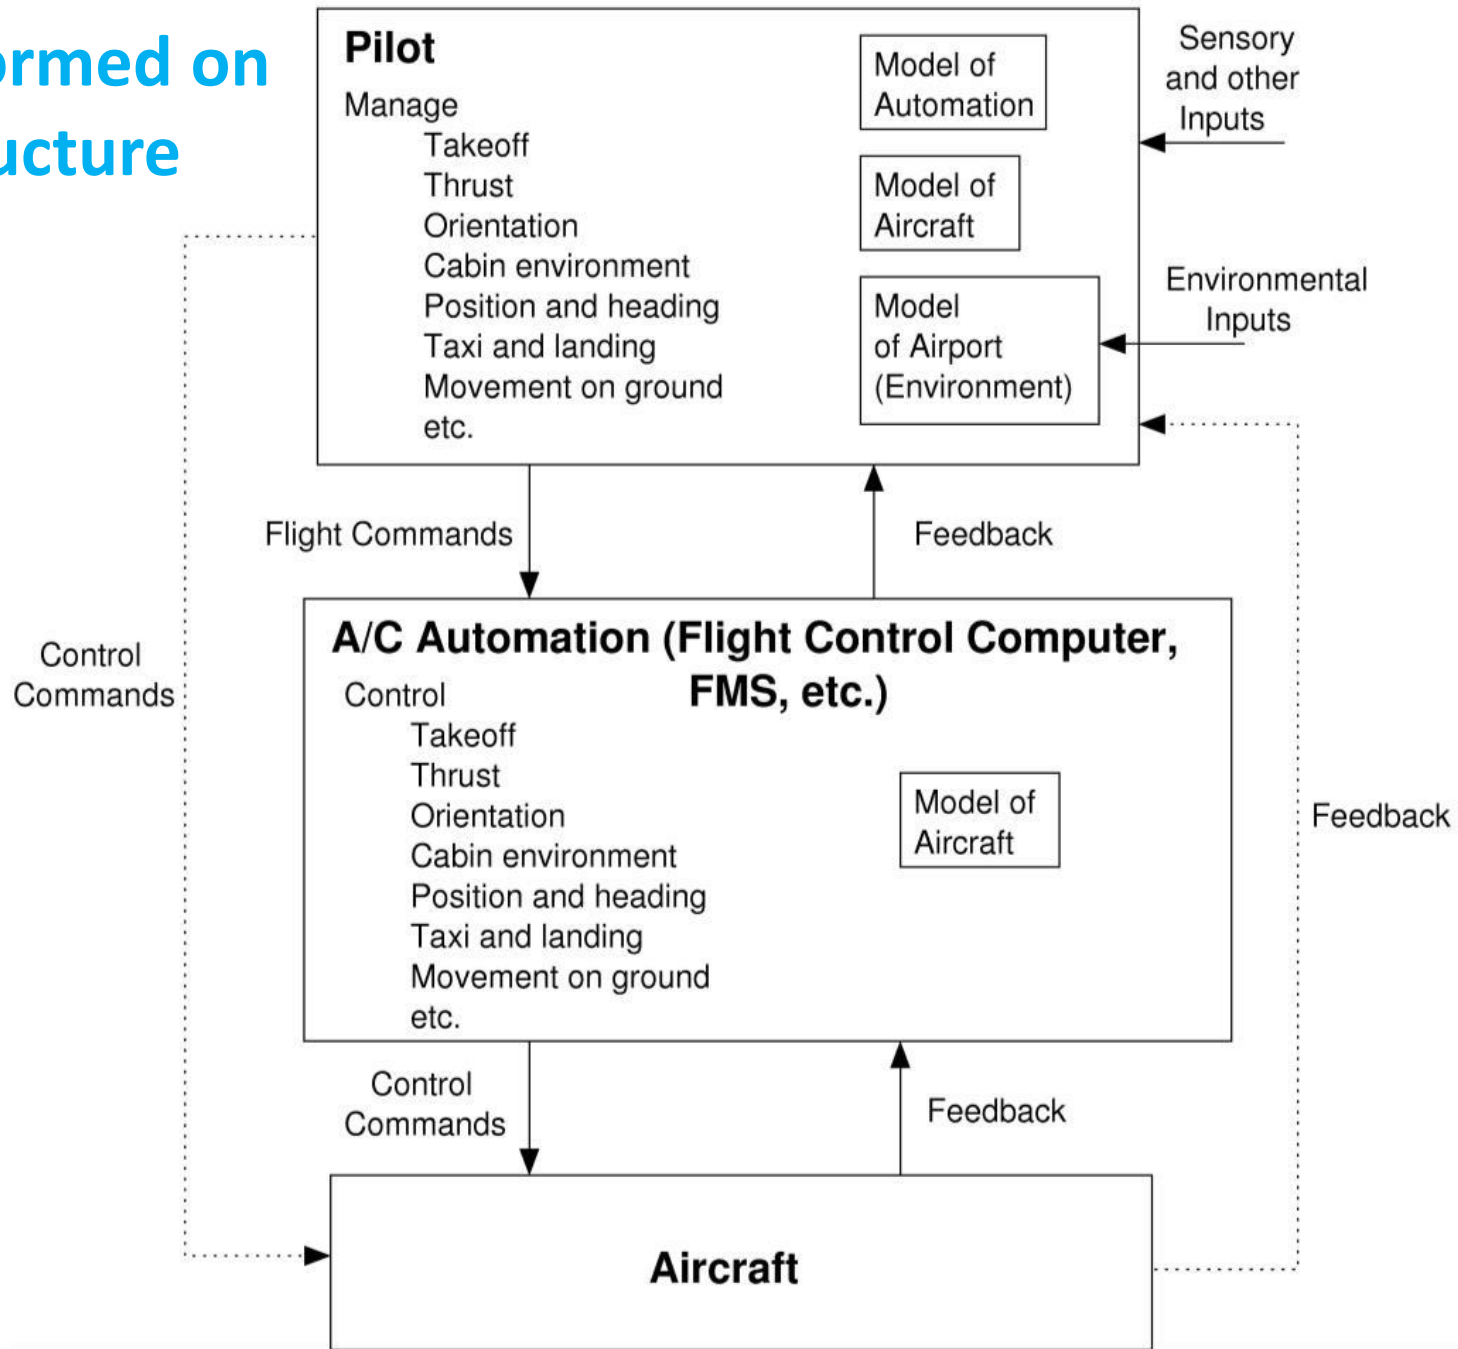 ormed on
ucture
Pilot
Manage
Takeoff
Thrust
Orientation
Cabin environment
Position and heading
Taxi and landing
Movement on ground
etc.
Model of
Automation
Model of
Aircraft
Model
of Airport
(Environment)
Sensory
and other
Inputs
Environmental
Inputs
Flight Commands
Feedback
Control
Commands
A/C Automation (Flight Control Computer,
FMS, etc.)
Control
Takeoff
Thrust
Orientation
Cabin environment
Position and heading
Taxi and landing
Movement on ground
etc.
Model of
Aircraft
Feedback
Control
Commands
Feedback
Aircraft